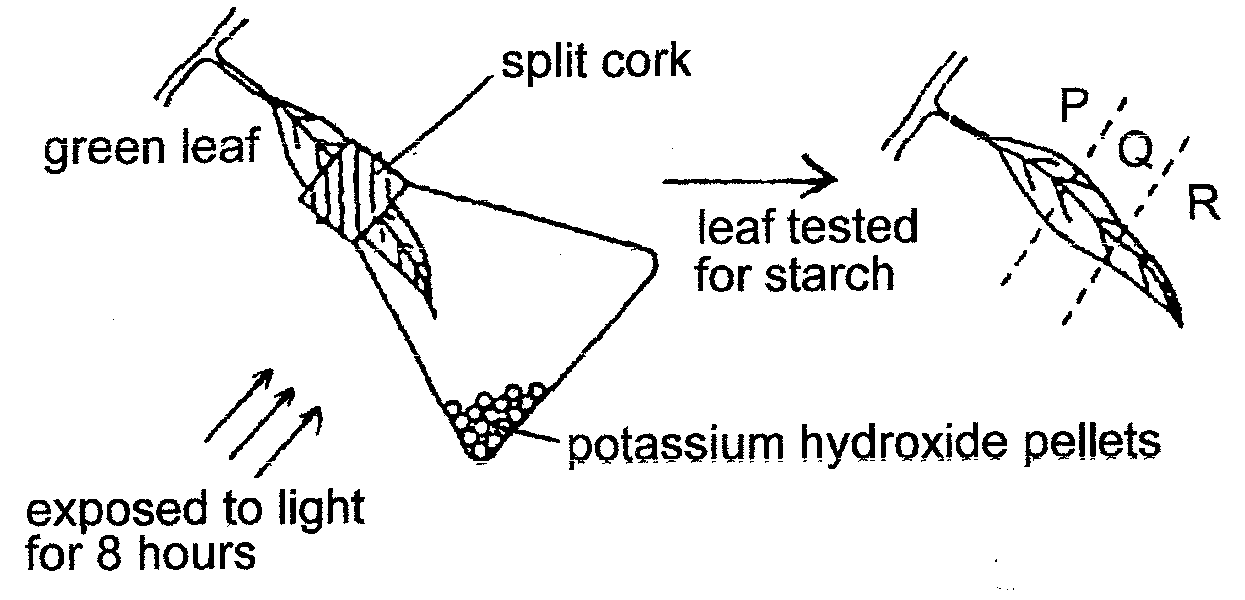 split cork
green leaf
P
Q
R
leaf tested
for starch
potassium hydroxide pellets
exposed to light
for 8 hours